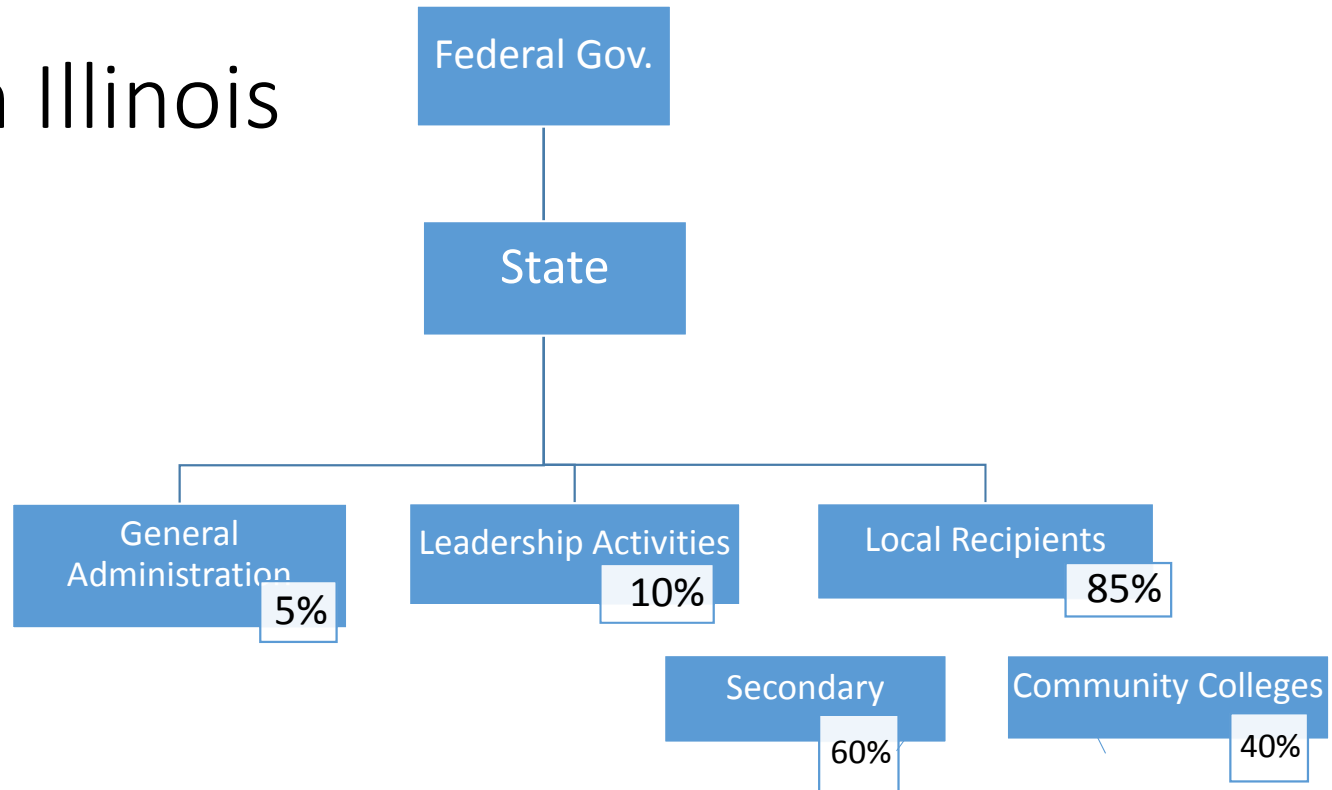 Illinois
Federal Gov.
State
General
Administration
5%
Leadership Activities
10%
Local Recipients
85%
Secondary
60%
Community Colleges
40%